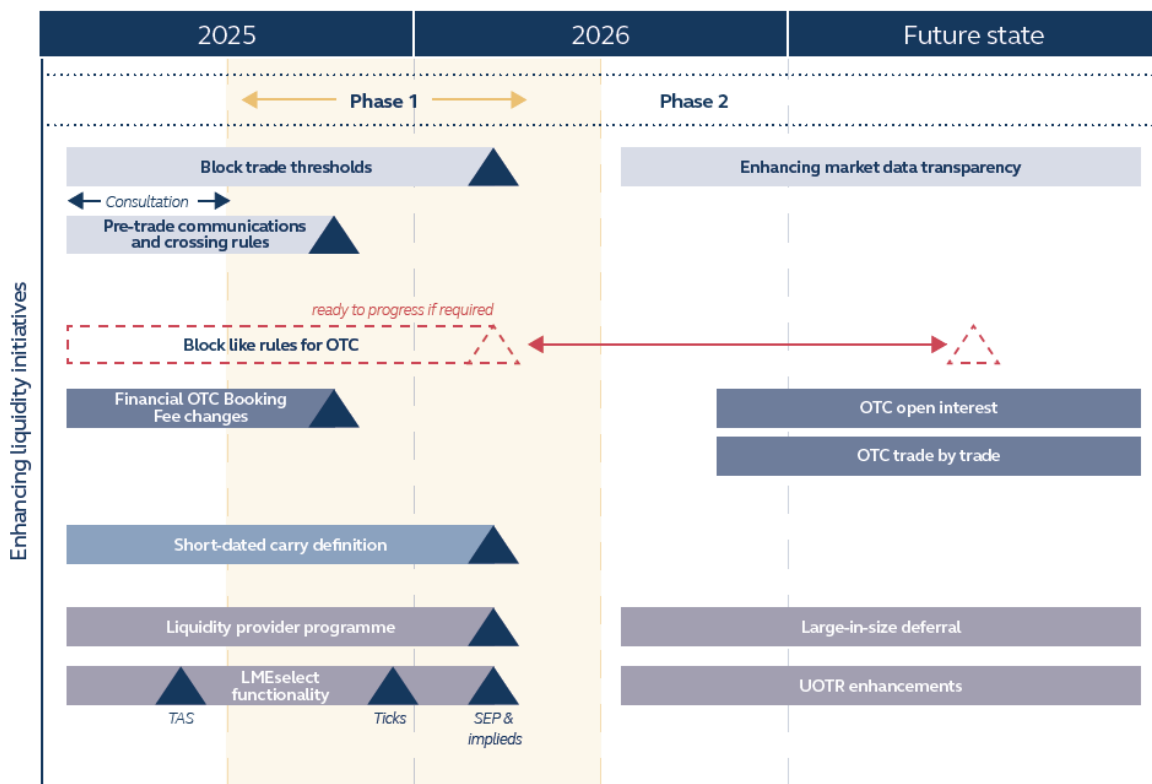 2025
2026
Future state
Phase 1
Phase 2
Block trade thresholds
Enhancing market data transparency
Consultation
Pre-trade communications
and crossing rules
ready to progress if required
Block like rules for OTC
Financial OTC Booking
Fee changes
OTC open interest
OTC trade by trade
Short-dated carry definition
Liquidity provider programme
Large-in-size deferral
LMEselect
functionality
UOTR enhancements
TAS
Ticks
SEP &
implieds
Enhancing liquidity initiatives